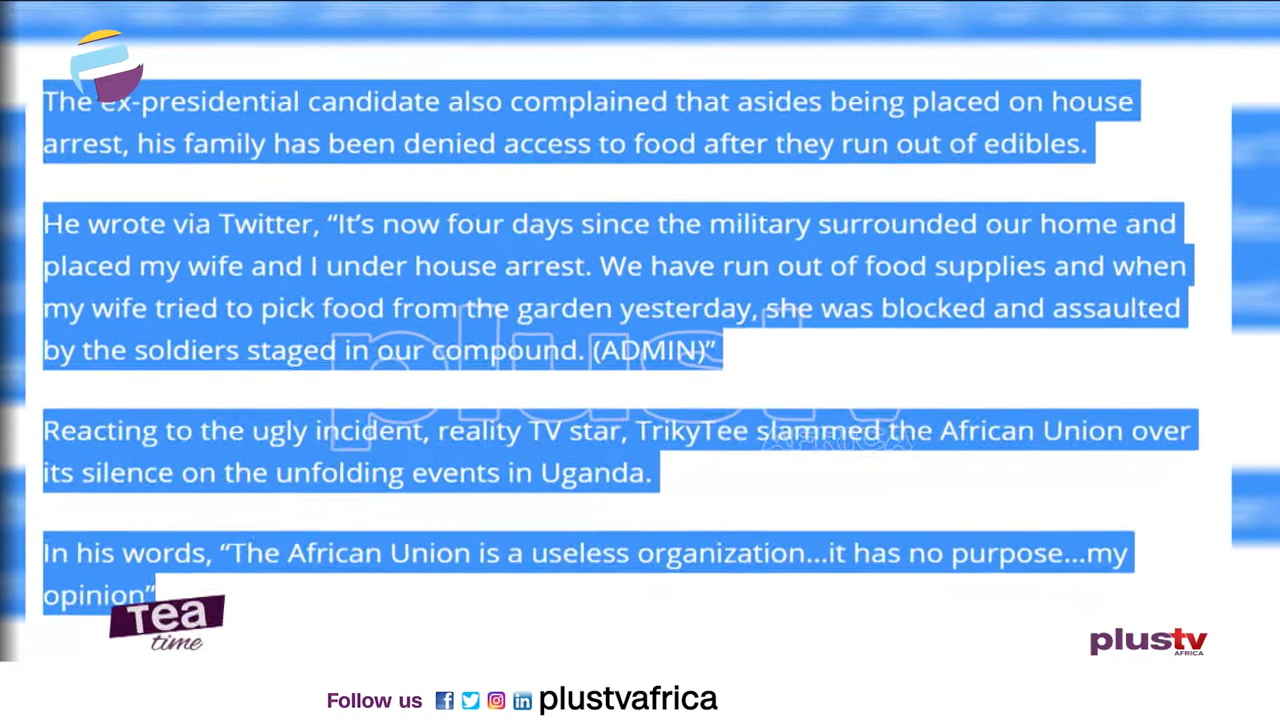 The ex-presidential candidate also complained that asides being placed on house
arrest, his family has been denied access to food after they run out of edibles.
He wrote via Twitter, “It’s now four days since the military surrounded our home and
placed my wife and I under house arrest. We have run out of food supplies and when
my wife tried to pick food from the garden yesterday, she was blocked and assaulted
by the soldiers staged in our compound. (ADMIN)”
plustv
AFRICA
Reacting to the ugly incident, reality TV star, TrikyTee slammed the African Union over
its silence on the unfolding events in Uganda.
In his words, “The African Union is a useless organization...it has no purpose...my
opinion”
Tea
time
plustv
AFRICA
Follow us plustvafrica